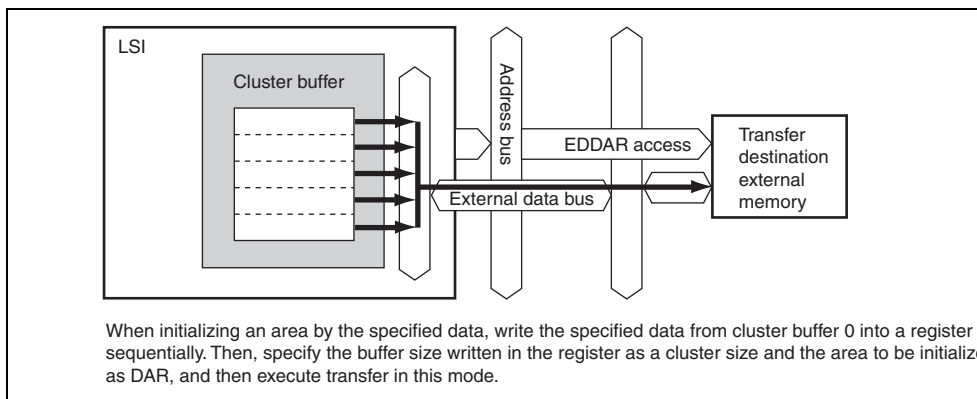 LSI
Cluster buffer
Address bus
EDDAR access
External data bus
Transfer
destination
external
memory
When initializing an area by the specified data, write the specified data from cluster buffer 0 into a register
sequentially. Then, specify the buffer size written in the register as a cluster size and the area to be initialize
as DAR, and then execute transfer in this mode.